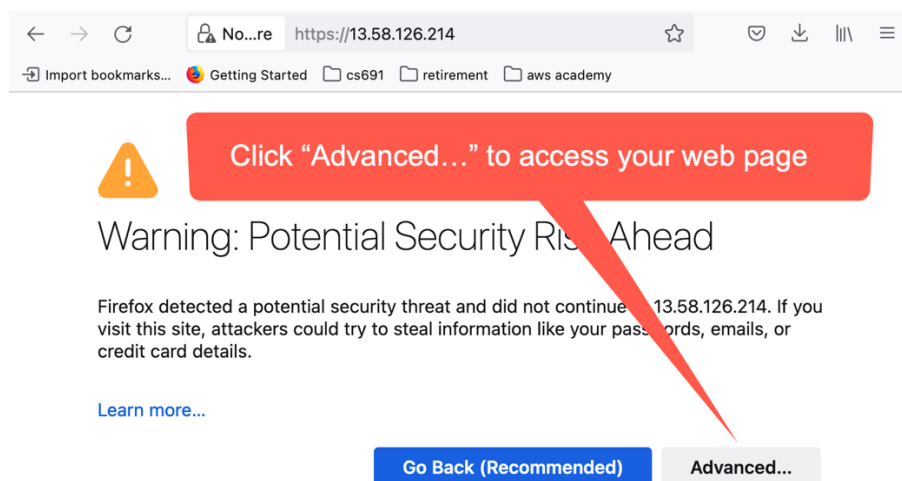 No...re https://13.58.126.214
Import bookmarks... Getting Started cs691 retirement aws academy
Click “Advanced...” to access your web page
Warning: Potential Security Ris Ahead
Firefox detected a potential security threat and did not continue 13.58.126.214. If you
visit this site, attackers could try to steal information like your pass ords, emails, or
credit card details.
Learn more...
Go Back (Recommended) Advanced...